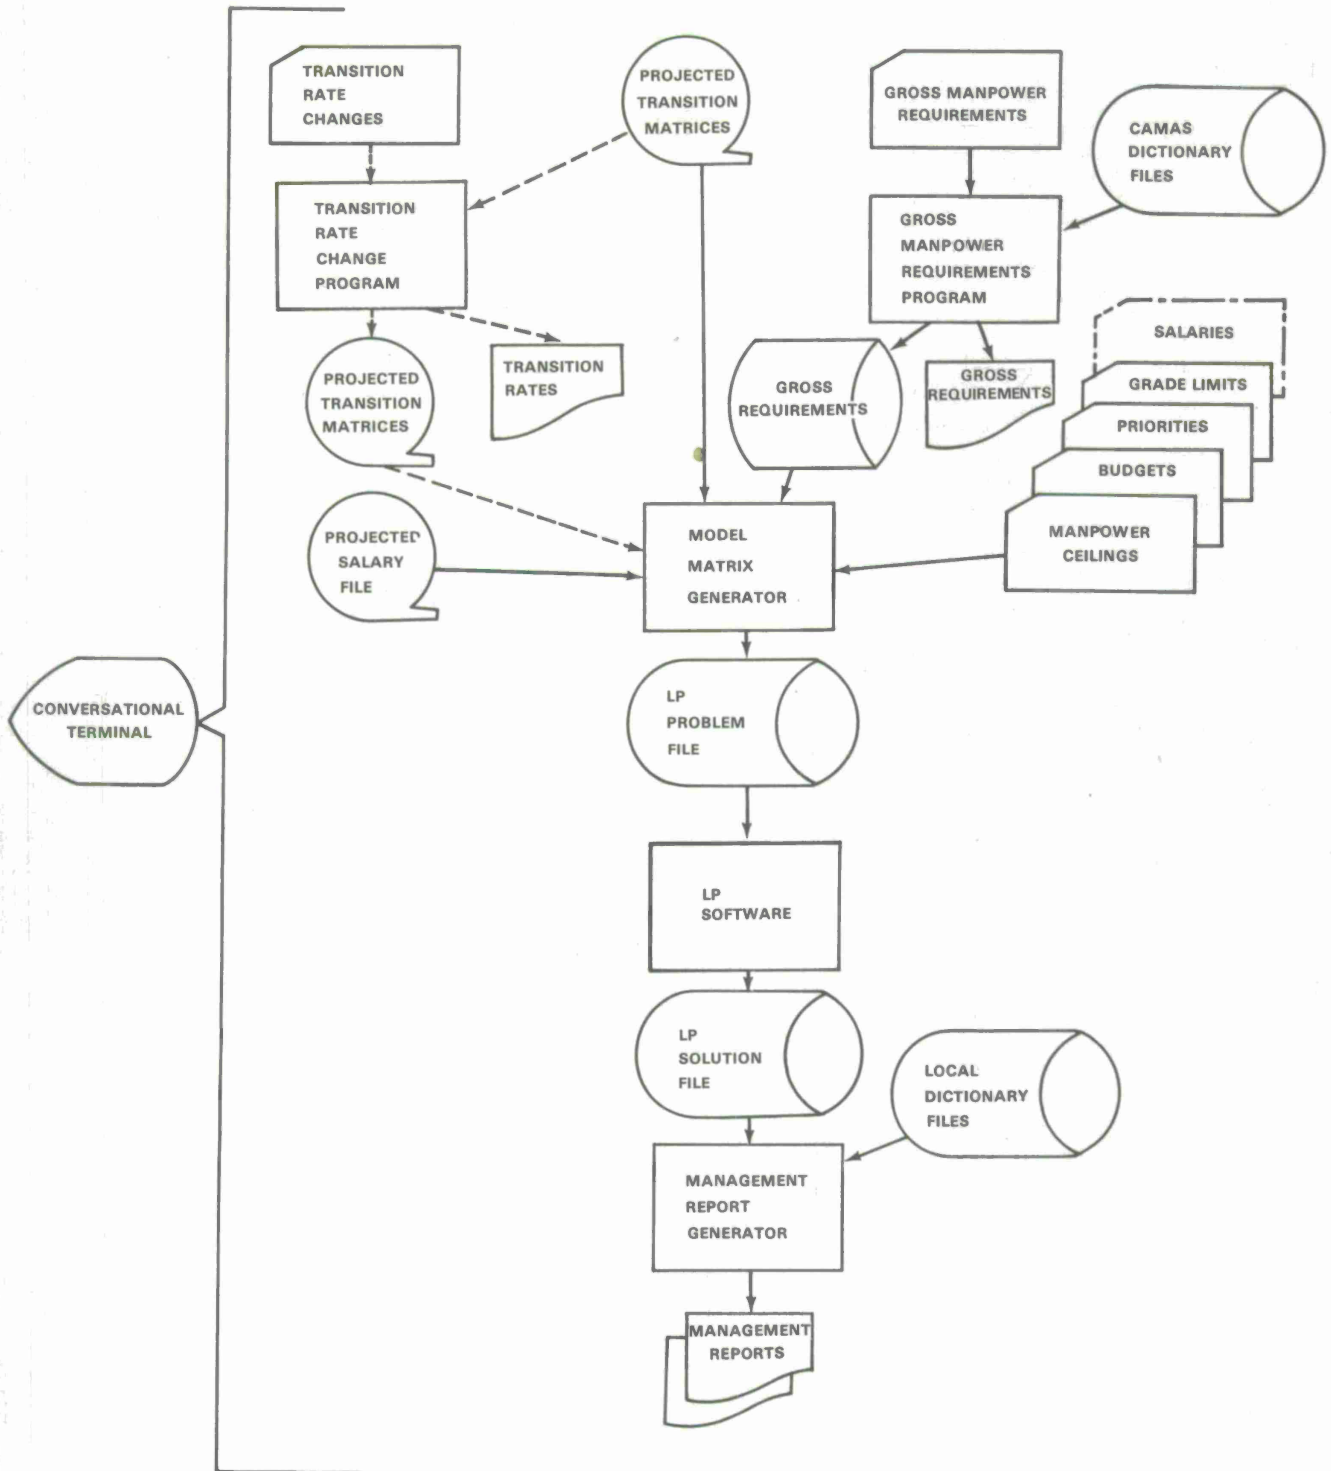 TRANSITION
RATE
CHANGES
PROJECTED
TRANSITION
MATRICES
GROSS MANPOWER
REQUIREMENTS
CAMAS
DICTIONARY
FILES
TRANSITION
RATE
CHANGE
PROGRAM
GROSS
MANPOWER
REQUIREMENTS
PROGRAM
PROJECTED
TRANSITION
MATRICES
TRANSITION
RATES
GROSS
REQUIREMENTS
GROSS
REQUIREMENTS
SALARIES
GRADE LIMITS
PRIORITIES
BUDGETS
MANPOWER
CEILINGS
PROJECTED
SALARY
FILE
MODEL
MATRIX
GENERATOR
CONVERSATIONAL
TERMINAL
LP
PROBLEM
FILE
LP
SOFTWARE
LP
SOLUTION
FILE
LOCAL
DICTIONARY
FILES
MANAGEMENT
REPORT
GENERATOR
MANAGEMENT
REPORTS